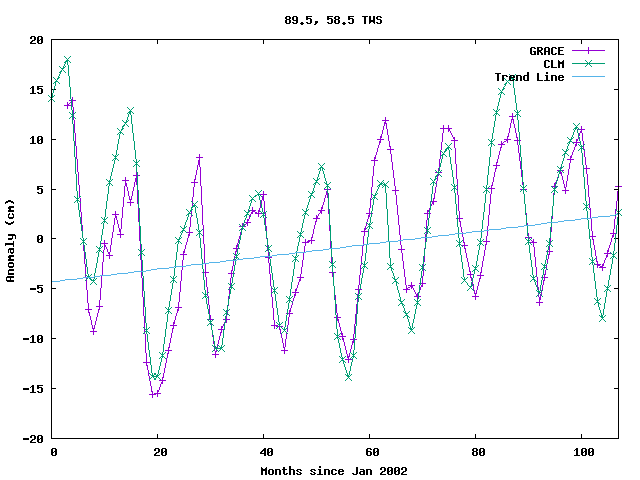 89.5, 58.5 TWS
GRACE
CLM
Trend Line
20
15
10
5
0
-5
-10
-15
-20
Anomaly (cm)
0 20 40 60 80 100
Months since Jan 2002